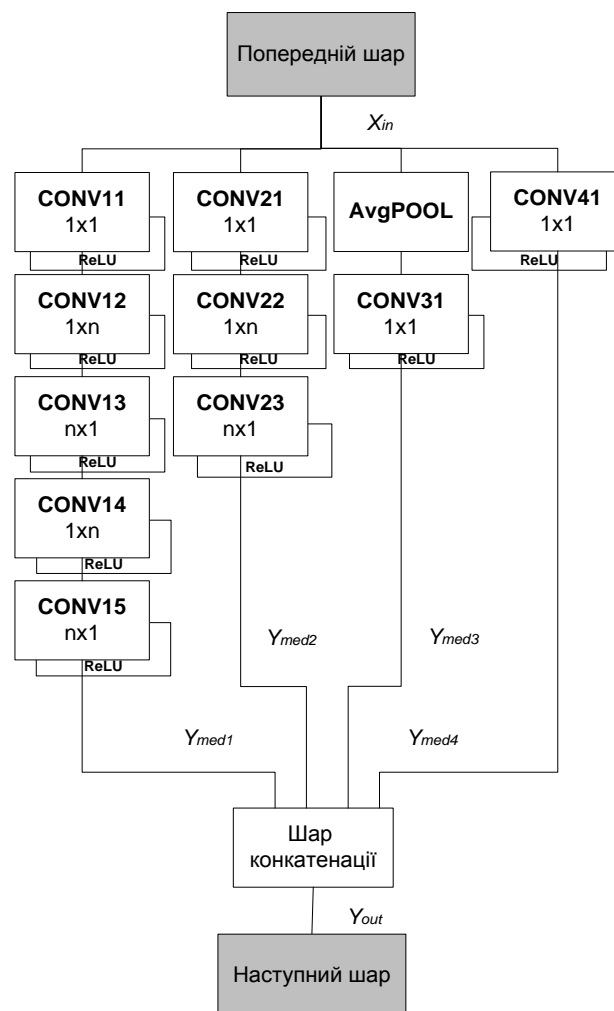 Попередній шар
Xin
CONV11
1x1
ReLU
CONV12
1xn
ReLU
CONV13
nx1
ReLU
CONV14
1xn
ReLU
CONV15
nx1
ReLU
CONV21
1x1
ReLU
CONV22
1xn
ReLU
CONV23
nx1
ReLU
AvgPOOL
CONV31
1x1
ReLU
CONV41
1x1
ReLU
Ymed2
Ymed3
Ymed1
Ymed4
Шар
конкатенації
Yout
Наступний шар